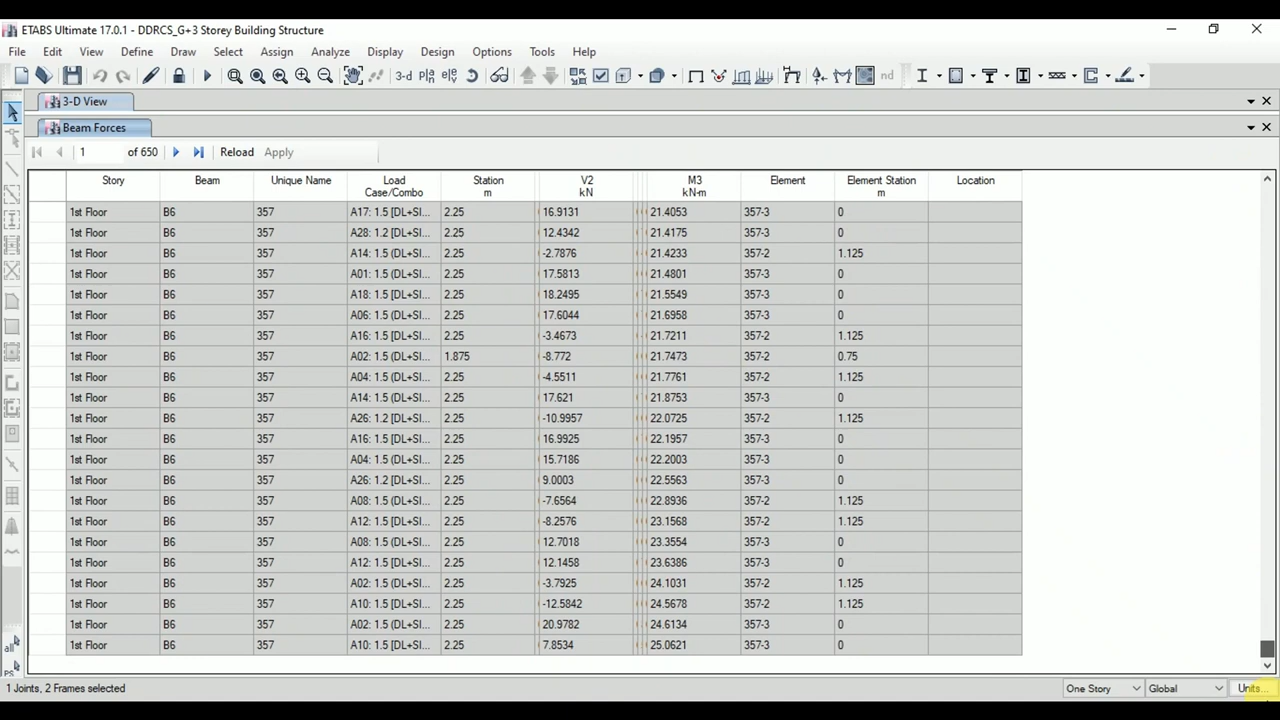 ETABS Ultimate 17.0.1 - DDRCS_G+3 Storey Building Structure
File Edit View Define Draw Select Assign Analyze Display Design Options Tools Help
3-d nd
3-D View
Beam Forces
1 of 650 Reload Apply
Story Beam Unique Name Load Case/Combo Station m V2 kN M3 kN-m Element Element Station m Location
1st Floor B6 357 A17: 1.5 [DL+SI... 2.25 16.9131 21.4053 357-3 0
1st Floor B6 357 A28: 1.2 [DL+SI... 2.25 12.4342 21.4175 357-3 0
1st Floor B6 357 A14: 1.5 (DL+SI... 2.25 -2.7876 21.4233 357-2 1.125
1st Floor B6 357 A01: 1.5 (DL+SI... 2.25 17.5813 21.4801 357-3 0
1st Floor B6 357 A18: 1.5 [DL+SI... 2.25 18.2495 21.5549 357-3 0
1st Floor B6 357 A06: 1.5 (DL+SI... 2.25 17.6044 21.6958 357-3 0
1st Floor B6 357 A16: 1.5 (DL+SI... 2.25 -3.4673 21.7211 357-2 1.125
1st Floor B6 357 A02: 1.5 (DL+SI... 1.875 -8.772 21.7473 357-2 0.75
1st Floor B6 357 A04: 1.5 (DL+SI... 2.25 -4.5511 21.7761 357-2 1.125
1st Floor B6 357 A14: 1.5 (DL+SI... 2.25 17.621 21.8753 357-3 0
1st Floor B6 357 A26: 1.2 [DL+SI... 2.25 -10.9957 22.0725 357-2 1.125
1st Floor B6 357 A16: 1.5 (DL+SI... 2.25 16.9925 22.1957 357-3 0
1st Floor B6 357 A04: 1.5 (DL+SI... 2.25 15.7186 22.2003 357-3 0
1st Floor B6 357 A26: 1.2 [DL+SI... 2.25 9.0003 22.5563 357-3 0
1st Floor B6 357 A08: 1.5 (DL+SI... 2.25 -7.6564 22.8936 357-2 1.125
1st Floor B6 357 A12: 1.5 [DL+SI... 2.25 -8.2576 23.1568 357-2 1.125
1st Floor B6 357 A08: 1.5 (DL+SI... 2.25 12.7018 23.3554 357-3 0
1st Floor B6 357 A12: 1.5 [DL+SI... 2.25 12.1458 23.6386 357-3 0
1st Floor B6 357 A02: 1.5 (DL+SI... 2.25 -3.7925 24.1031 357-2 1.125
1st Floor B6 357 A10: 1.5 [DL+SI... 2.25 -12.5842 24.5678 357-2 1.125
1st Floor B6 357 A02: 1.5 (DL+SI... 2.25 20.9782 24.6134 357-3 0
1st Floor B6 357 A10: 1.5 [DL+SI... 2.25 7.8534 25.0621 357-3 0
all
PS
1 Joints, 2 Frames selected One Story Global Units...